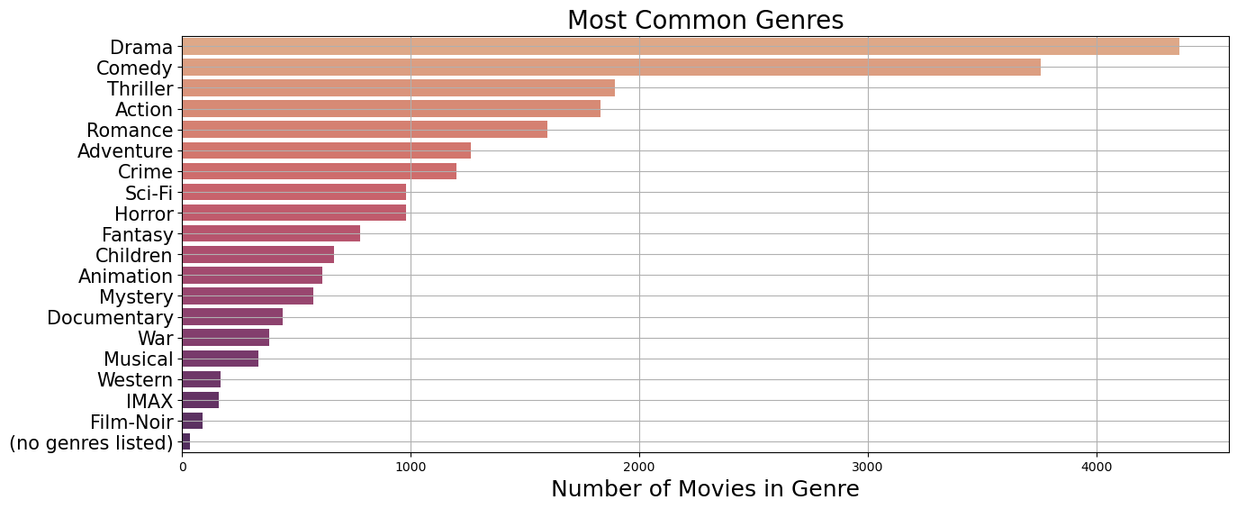 Most Common Genres
Drama
Comedy
Thriller
Action
Romance
Adventure
Crime
Sci-Fi
Horror
Fantasy
Children
Animation
Mystery
Documentary
War
Musical
Western
IMAX
Film-Noir
(no genres listed)
0 1000 2000 3000 4000
Number of Movies in Genre